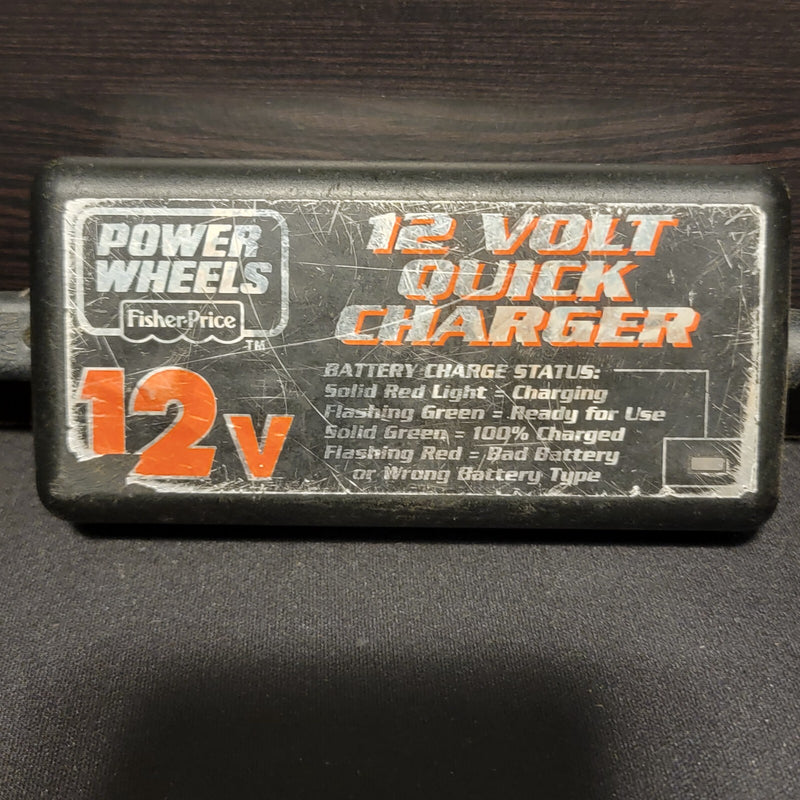 POWER
WHEELS
Fisher-Price
TM
12V
12 VOLT
QUICK
CHARGER
BATTERY CHARGE STATUS:
Solid Red Light = Charging
Flashing Green = Ready for Use
Solid Green = 100% Charged
Flashing Red = Bad Battery
or Wrong Battery Type